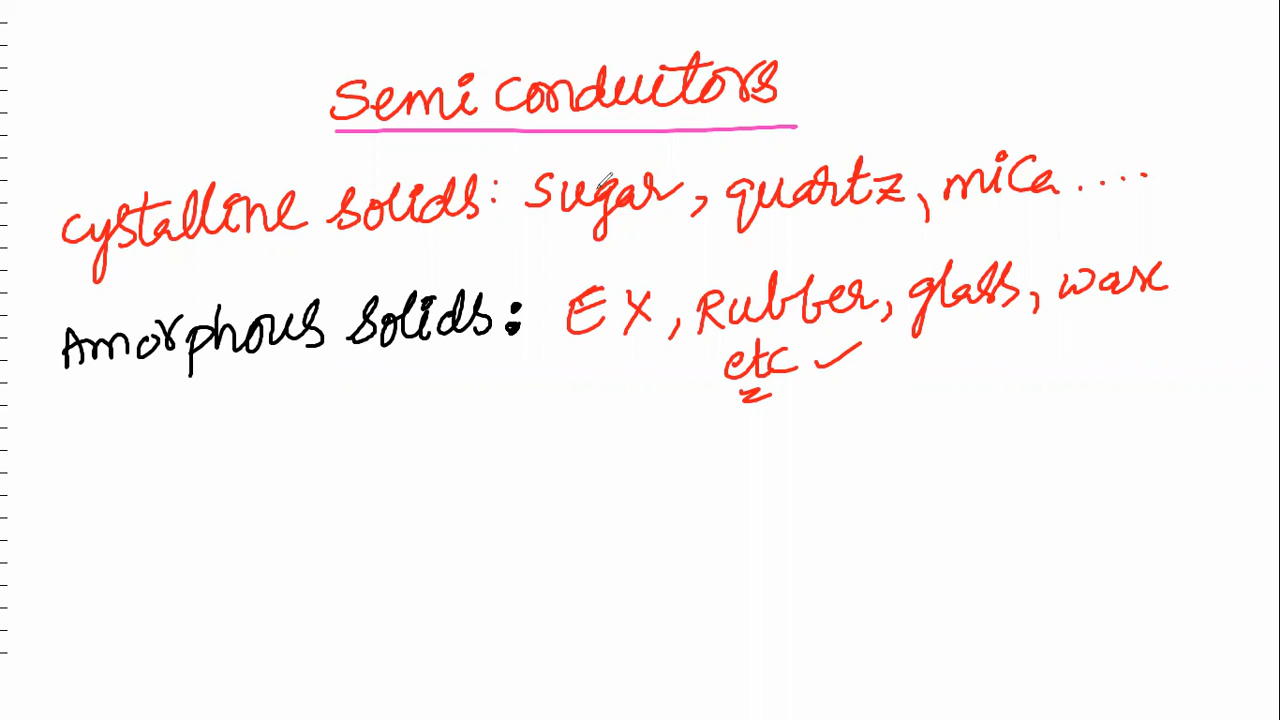 Semi conductors
Cystalline solids: Sugar, quartz, mica ....
Amorphous solids: EX, Rubber, glass, wax
etc ✓